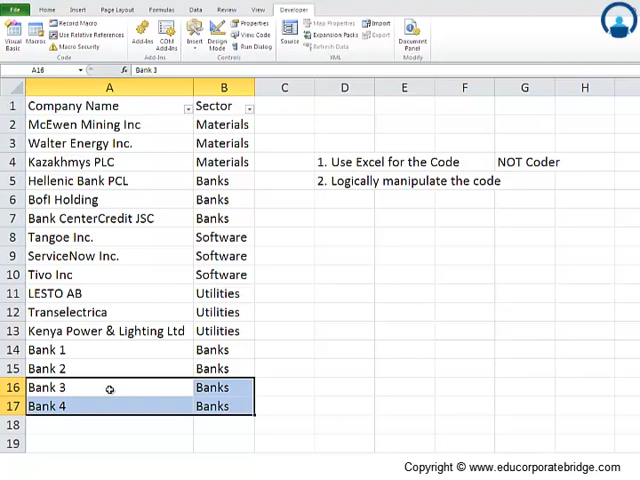 File Home Insert Page Layout Formulas Data Review View Developer
Visual Basic
Macros
Record Macro
Use Relative References
Macro Security
Code
Add-Ins
COM Add-Ins
Add-Ins
Insert
Design Mode
Properties
View Code
Run Dialog
Controls
Source
Map Properties
Expansion Packs
Refresh Data
Import
Export
XML
Document Panel
Modify
A16 fx Bank 3
A B C D E F G H
1 Company Name Sector
2 McEwen Mining Inc Materials
3 Walter Energy Inc. Materials
4 Kazakhmys PLC Materials 1. Use Excel for the Code NOT Coder
5 Hellenic Bank PCL Banks 2. Logically manipulate the code
6 BofI Holding Banks
7 Bank CenterCredit JSC Banks
8 Tangoe Inc. Software
9 ServiceNow Inc. Software
10 Tivo Inc Software
11 LESTO AB Utilities
12 Transelectrica Utilities
13 Kenya Power & Lighting Ltd Utilities
14 Bank 1 Banks
15 Bank 2 Banks
16 Bank 3 Banks
17 Bank 4 Banks
18
19
Copyright © www.educorporatebridge.com